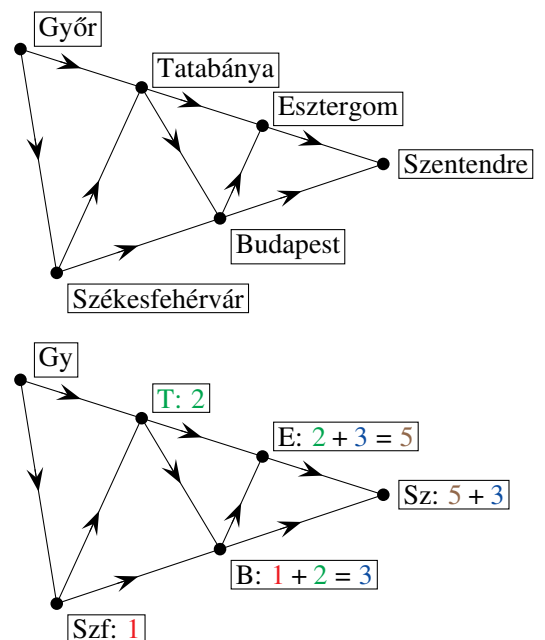 Győr
Tatabánya
Esztergom
Szentendre
Budapest
Székesfehérvár
Gy
T: 2
E: 2 + 3 = 5
Sz: 5 + 3
B: 1 + 2 = 3
Szf: 1